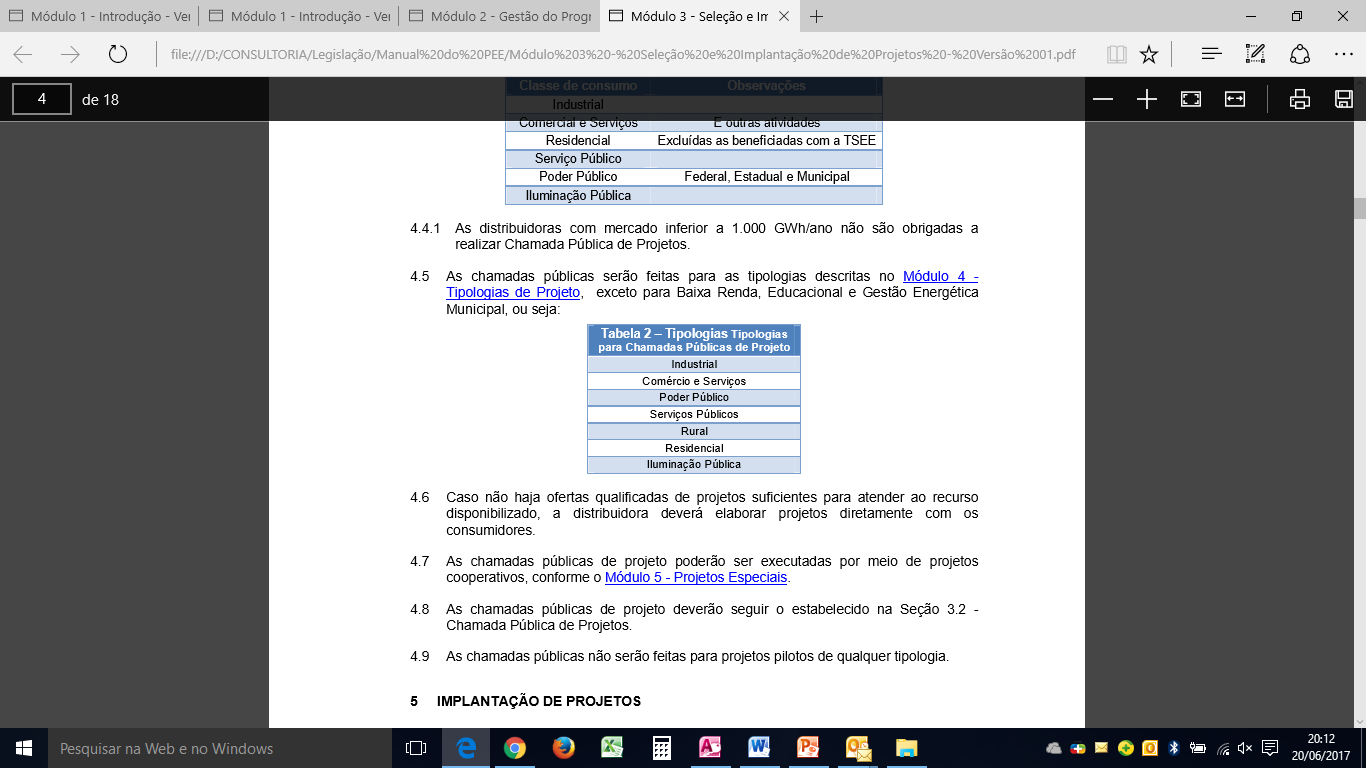 Módulo 1 - Introdução - Ver
Módulo 1 - Introdução - Ver
Módulo 2 - Gestão do Progr
Módulo 3 - Seleção e Im
file:///D:/CONSULTORIA/Legislação/Manual%20do%20PEE/Módulo%203%20-%20Seleção%20e%20Implantação%20de%20Projetos%20-%20Versão%2001.pdf
4 de 18
Classe de consumo Observações
Industrial
Comercial e Serviços E outras atividades
Residencial Excluídas as beneficiadas com a TSEE
Serviço Público
Poder Público Federal, Estadual e Municipal
Iluminação Pública
4.4.1 As distribuidoras com mercado inferior a 1.000 GWh/ano não são obrigadas a
realizar Chamada Pública de Projetos.
4.5 As chamadas públicas serão feitas para as tipologias descritas no Módulo 4 -
Tipologias de Projeto, exceto para Baixa Renda, Educacional e Gestão Energética
Municipal, ou seja:
Tabela 2 – Tipologias Tipologias
para Chamadas Públicas de Projeto
Industrial
Comércio e Serviços
Poder Público
Serviços Públicos
Rural
Residencial
Iluminação Pública
4.6 Caso não haja ofertas qualificadas de projetos suficientes para atender ao recurso
disponibilizado, a distribuidora deverá elaborar projetos diretamente com os
consumidores.
4.7 As chamadas públicas de projeto poderão ser executadas por meio de projetos
cooperativos, conforme o Módulo 5 - Projetos Especiais.
4.8 As chamadas públicas de projeto deverão seguir o estabelecido na Seção 3.2 -
Chamada Pública de Projetos.
4.9 As chamadas públicas não serão feitas para projetos pilotos de qualquer tipologia.
5 IMPLANTAÇÃO DE PROJETOS
Pesquisar na Web e no Windows
20:12
20/06/2017